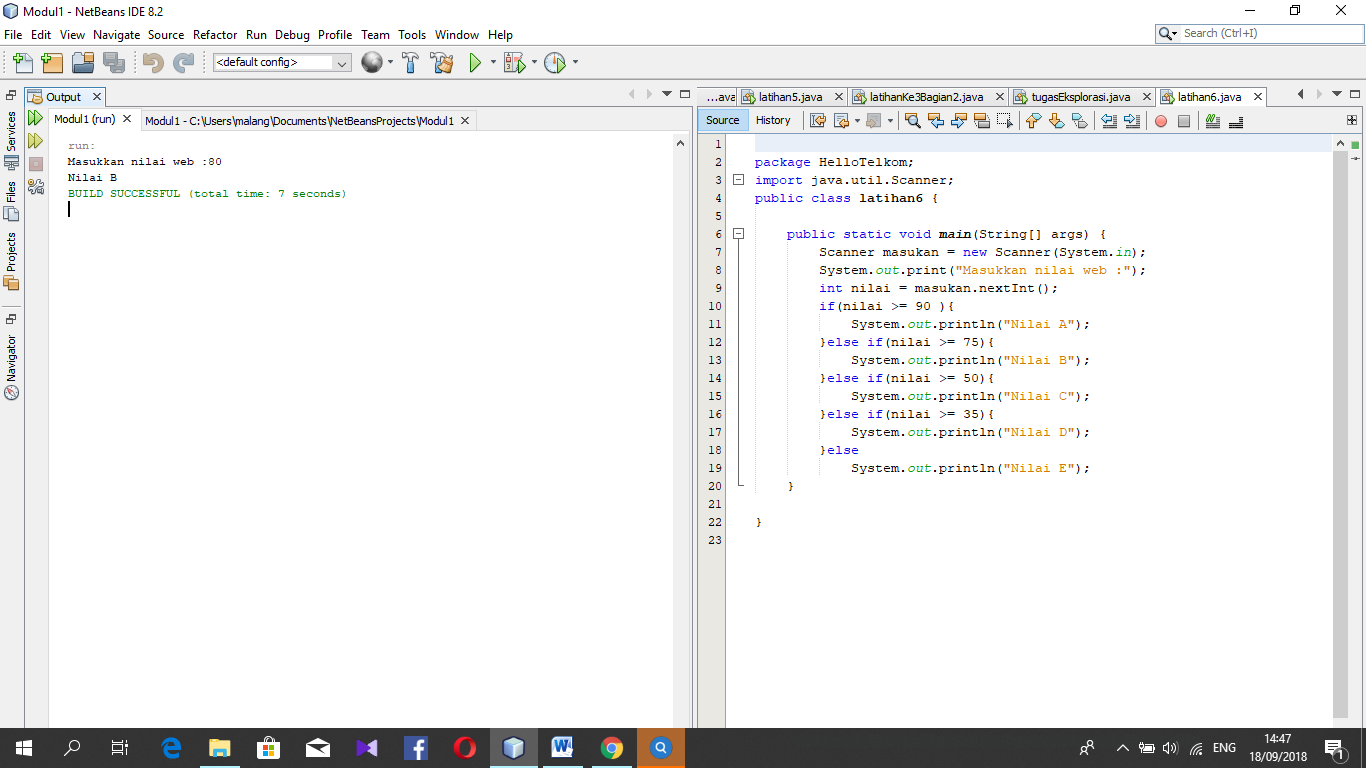 Modul1 - NetBeans IDE 8.2
File Edit View Navigate Source Refactor Run Debug Profile Team Tools Window Help
Search (Ctrl+I)
<default config>
Output
Modul1 (run)
Modul1 - C:\Users\malang\Documents\NetBeansProjects\Modul1
Services
Files
Projects
Navigator
run:
Masukkan nilai web :80
Nilai B
BUILD SUCCESSFUL (total time: 7 seconds)
...ava latihan5.java latihanKe3Bagian2.java tugasEksplorasi.java latihan6.java
Source History
1
2 package HelloTelkom;
3 import java.util.Scanner;
4 public class latihan6 {
5
6 public static void main(String[] args) {
7 Scanner masukan = new Scanner(System.in);
8 System.out.print("Masukkan nilai web :");
9 int nilai = masukan.nextInt();
10 if(nilai >= 90 ){
11 System.out.println("Nilai A");
12 }else if(nilai >= 75){
13 System.out.println("Nilai B");
14 }else if(nilai >= 50){
15 System.out.println("Nilai C");
16 }else if(nilai >= 35){
17 System.out.println("Nilai D");
18 }else
19 System.out.println("Nilai E");
20 }
21
22 }
23
ENG
14:47
18/09/2018
1